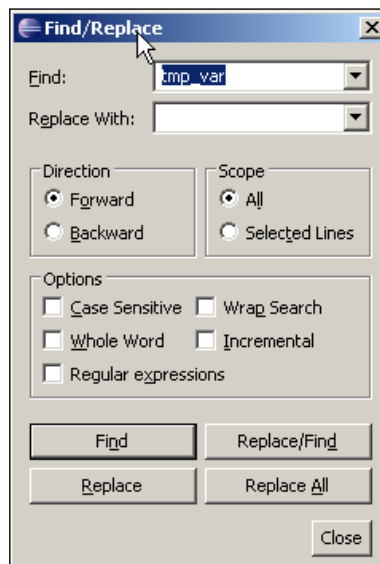 Find/Replace
Find: tmp_var
Replace With:
Direction Scope
Forward All
Backward Selected Lines
Options
Case Sensitive Wrap Search
Whole Word Incremental
Regular expressions
Find Replace/Find
Replace Replace All
Close